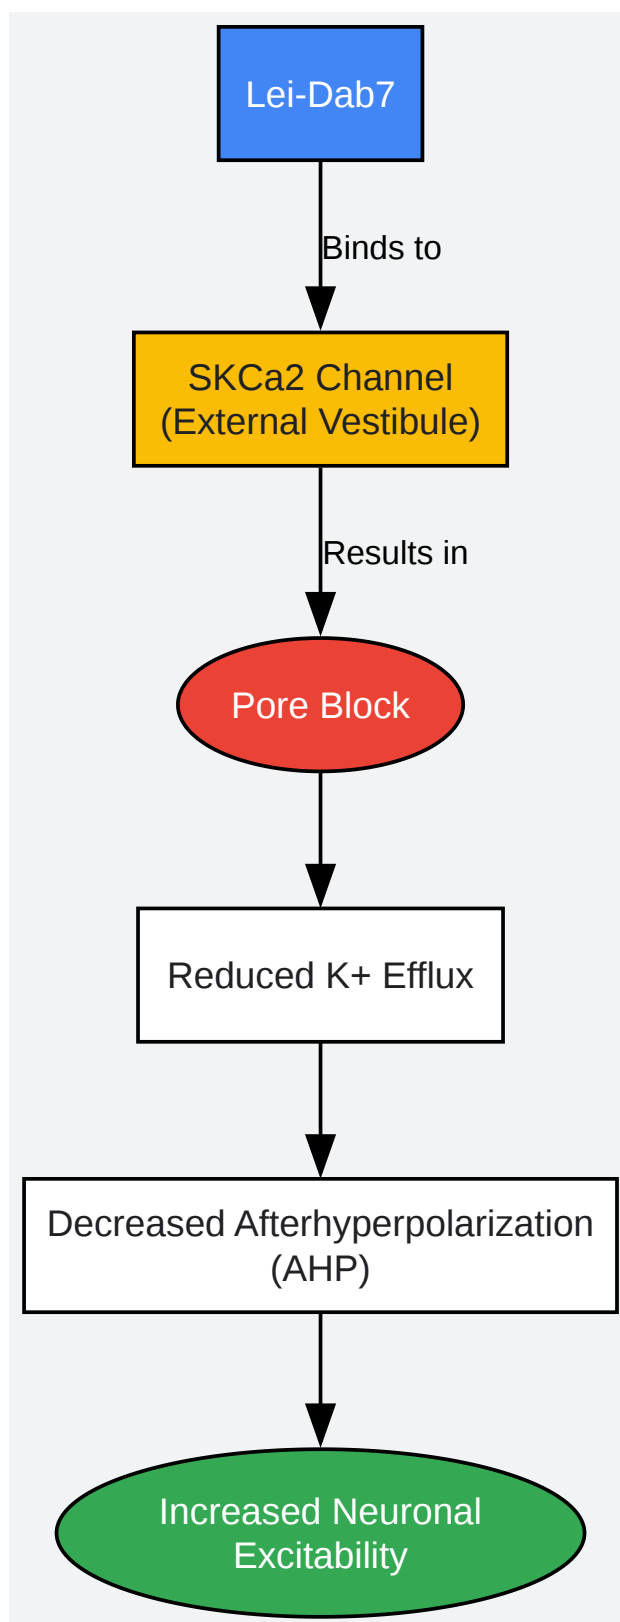 Lei-Dab7
Binds to
SKCa2 Channel
(External Vestibule)
Results in
Pore Block
Reduced K+ Efflux
Decreased Afterhyperpolarization
(AHP)
Increased Neuronal
Excitability